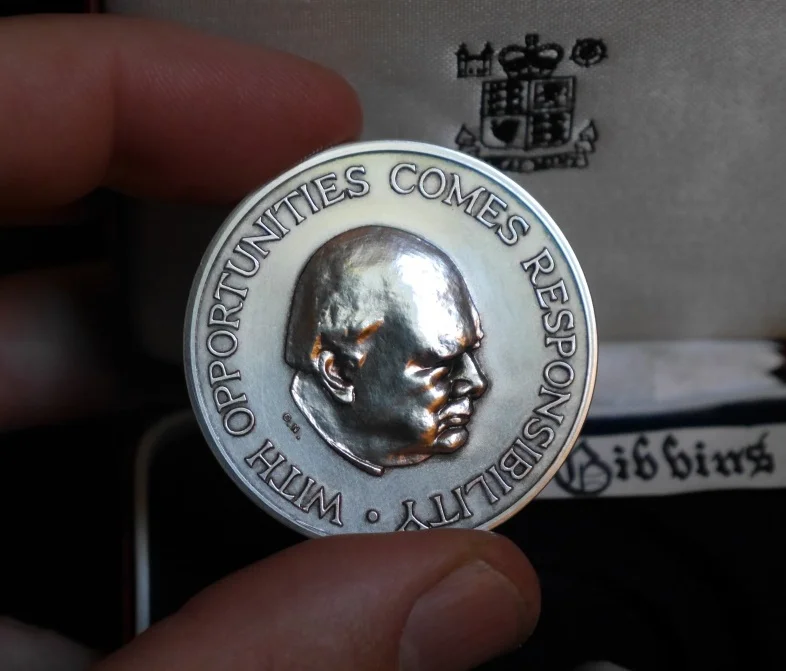 WITH OPPORTUNITIES COMES RESPONSIBILITY •
Gibbins